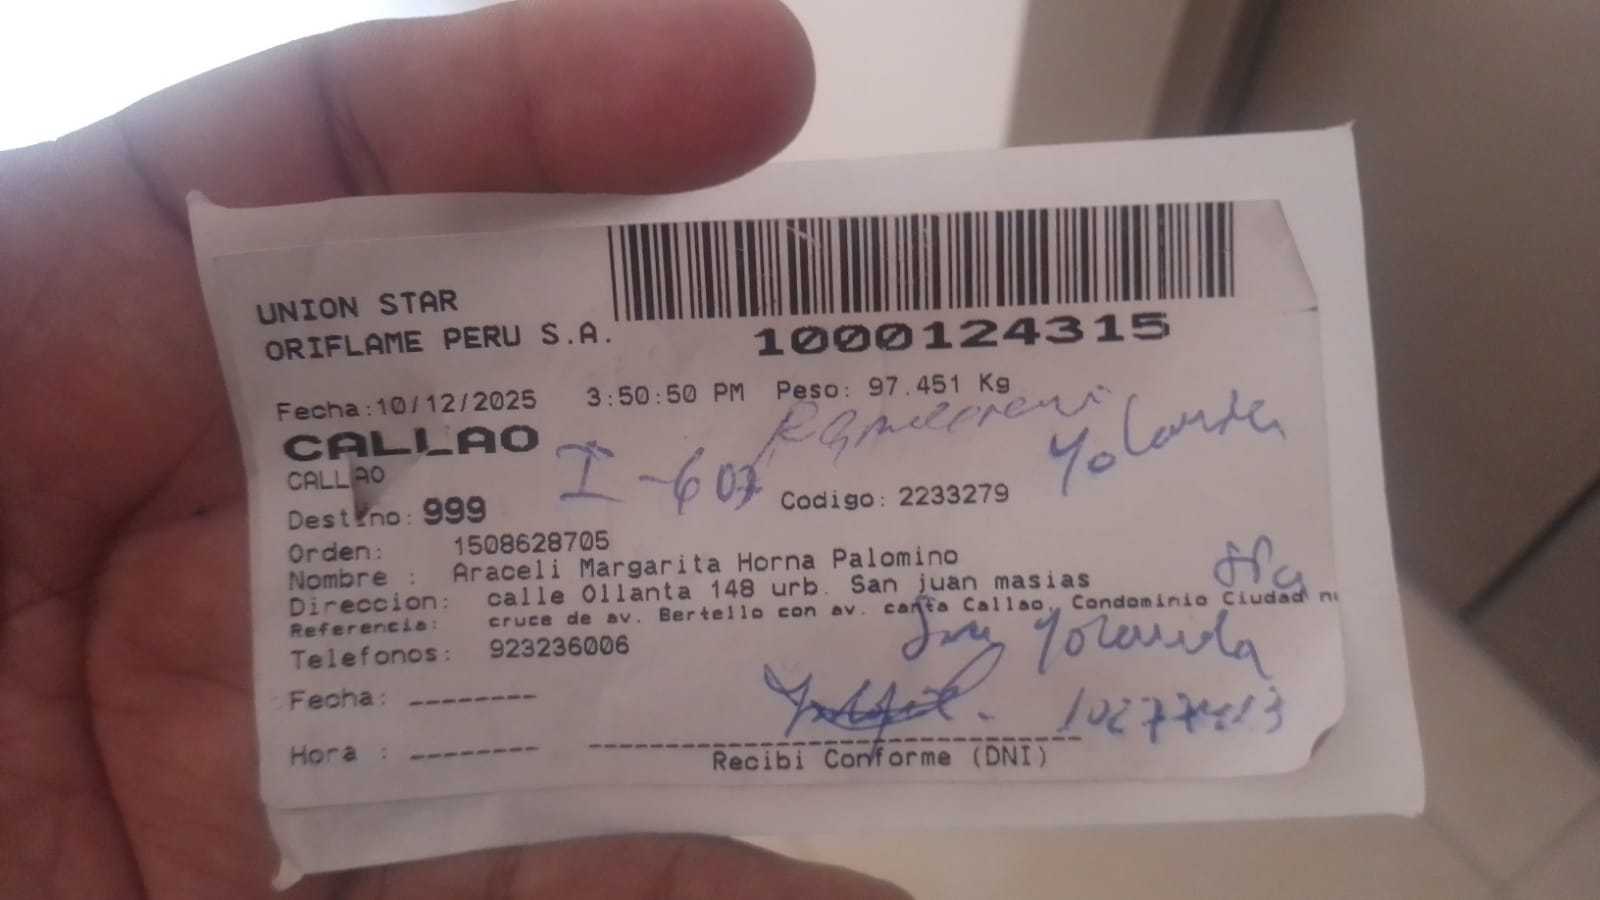 UNION STAR
ORIFLAME PERU S.A.
1000124315
Fecha:10/12/2025 3:50:50 PM Peso: 97.451 Kg
CALLAO
Yolanda
CALLAO
I-607
Destino: 999
Codigo: 2233279
Orden: 1508628705
Nombre : Araceli Margarita Horna Palomino
Direccion: calle Ollanta 148 urb. San juan masias
Referencia: cruce de av. Bertello con av. canta Callao, Condominio Ciudad
Yolanda
Telefonos: 923236006
Fecha: --------
Hora : --------
Recibi Conforme (DNI)